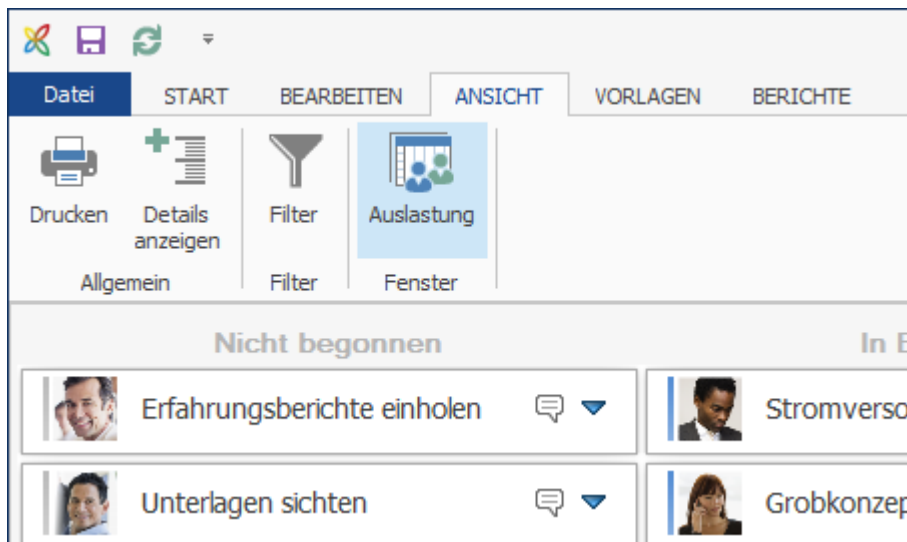 Datei START BEARBEITEN ANSICHT VORLAGEN BERICHTE
Drucken Details anzeigen Filter Auslastung
Allgemein Filter Fenster
Nicht begonnen In
Erfahrungsberichte einholen
Unterlagen sichten